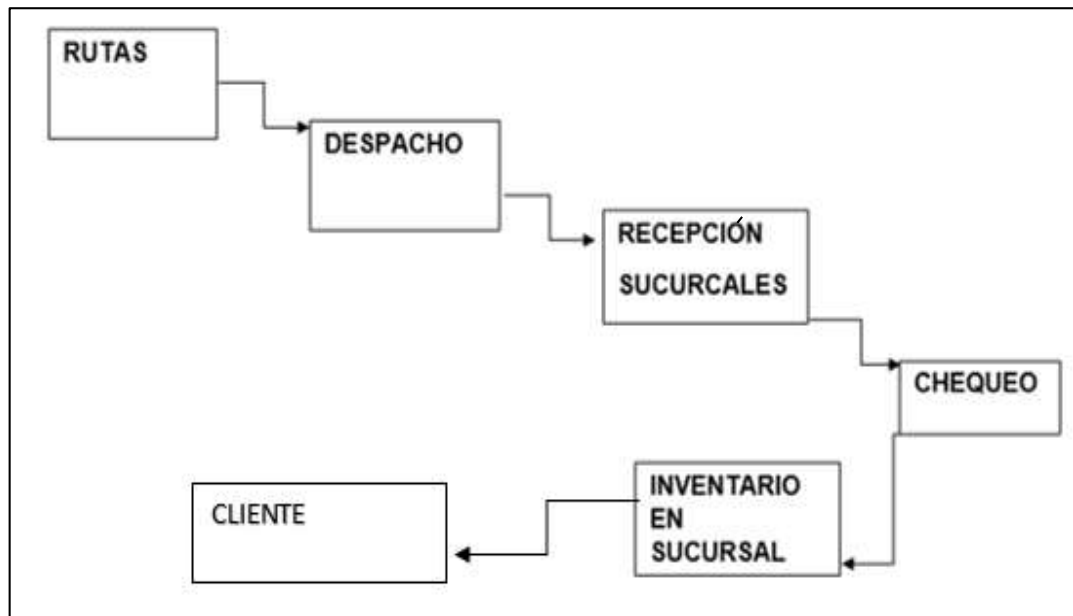 RUTAS
DESPACHO
RECEPCIÓN
SUCURCALES
CHEQUEO
INVENTARIO
EN
SUCURSAL
CLIENTE